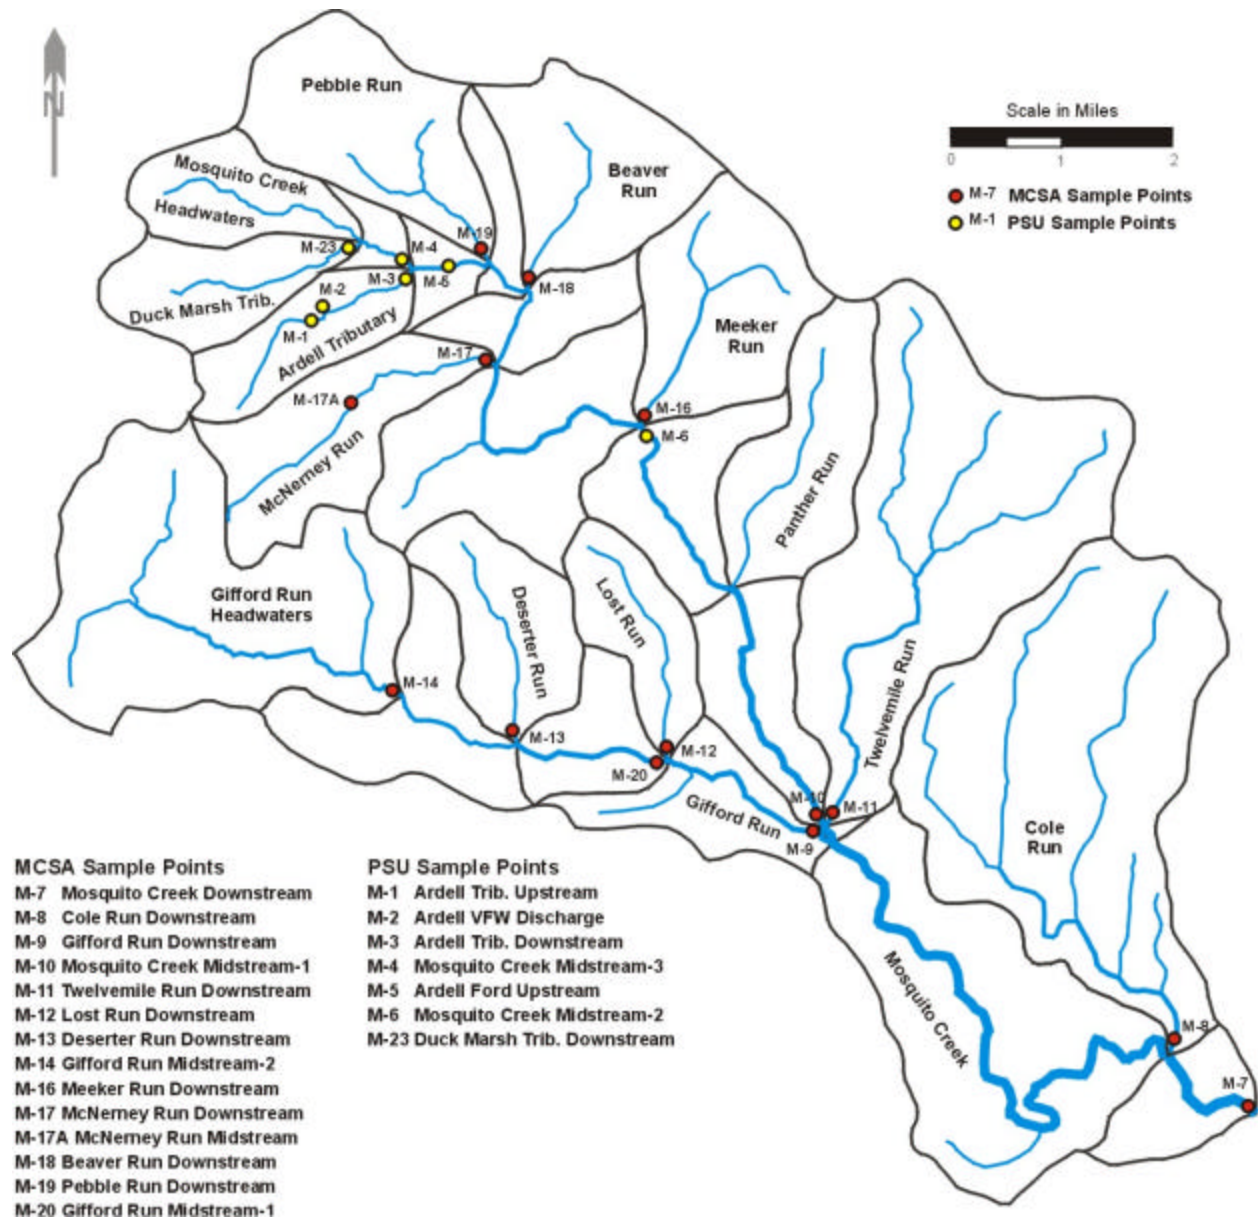 Pebble Run
Scale in Miles
0 1 2
M-7 MCSA Sample Points
M-1 PSU Sample Points
N
Mosquito Creek
Headwaters
Beaver
Run
M-19
M-23
M-4
M-3
M-5
M-18
M-2
Duck Marsh Trib.
M-1
Ardell Tributary
Meeker
Run
M-17
M-17A
M-16
M-6
McNerney Run
Panther Run
Gifford Run
Headwaters
Deserter Run
Lost Run
Twelvemile Run
M-14
M-13
M-12
M-20
Gifford Run
M-10
M-11
M-9
Cole
Run
Mosquito Creek
M-8
M-7
MCSA Sample Points
M-7 Mosquito Creek Downstream
M-8 Cole Run Downstream
M-9 Gifford Run Downstream
M-10 Mosquito Creek Midstream-1
M-11 Twelvemile Run Downstream
M-12 Lost Run Downstream
M-13 Deserter Run Downstream
M-14 Gifford Run Midstream-2
M-16 Meeker Run Downstream
M-17 McNerney Run Downstream
M-17A McNerney Run Midstream
M-18 Beaver Run Downstream
M-19 Pebble Run Downstream
M-20 Gifford Run Midstream-1
PSU Sample Points
M-1 Ardell Trib. Upstream
M-2 Ardell VFW Discharge
M-3 Ardell Trib. Downstream
M-4 Mosquito Creek Midstream-3
M-5 Ardell Ford Upstream
M-6 Mosquito Creek Midstream-2
M-23 Duck Marsh Trib. Downstream